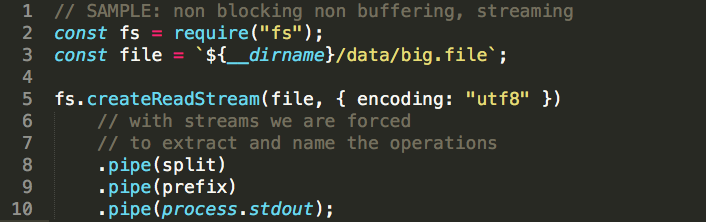 1 // SAMPLE: non blocking non buffering, streaming
2 const fs = require("fs");
3 const file = `${__dirname}/data/big.file`;
4
5 fs.createReadStream(file, { encoding: "utf8" })
6     // with streams we are forced
7     // to extract and name the operations
8     .pipe(split)
9     .pipe(prefix)
10     .pipe(process.stdout);